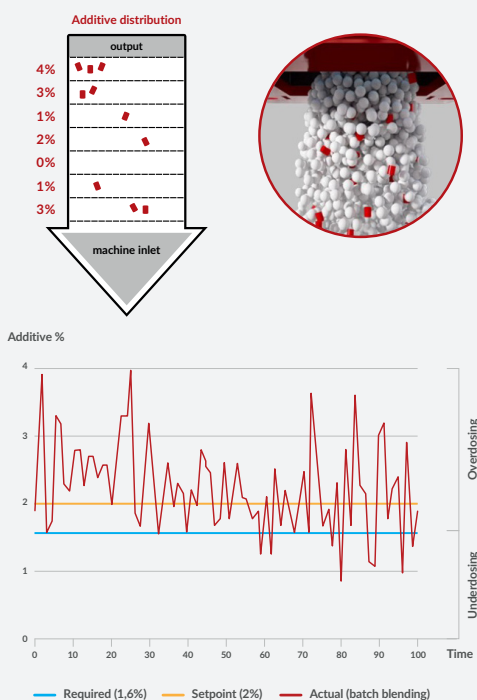 Additive distribution
output
4%
3%
1%
2%
0%
1%
3%
machine inlet
Additive %
4
3
2
1
0
0 10 20 30 40 50 60 70 80 90 100 Time
Overdosing
Underdosing
Required (1,6%) Setpoint (2%) Actual (batch blending)